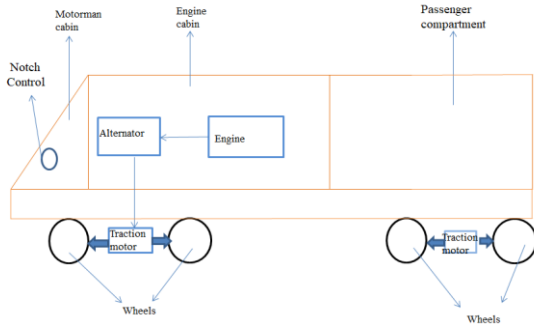 Motorman
cabin
Engine
cabin
Passenger
compartment
Notch
Control
Alternator
Engine
Traction
motor
Traction
motor
Wheels
Wheels